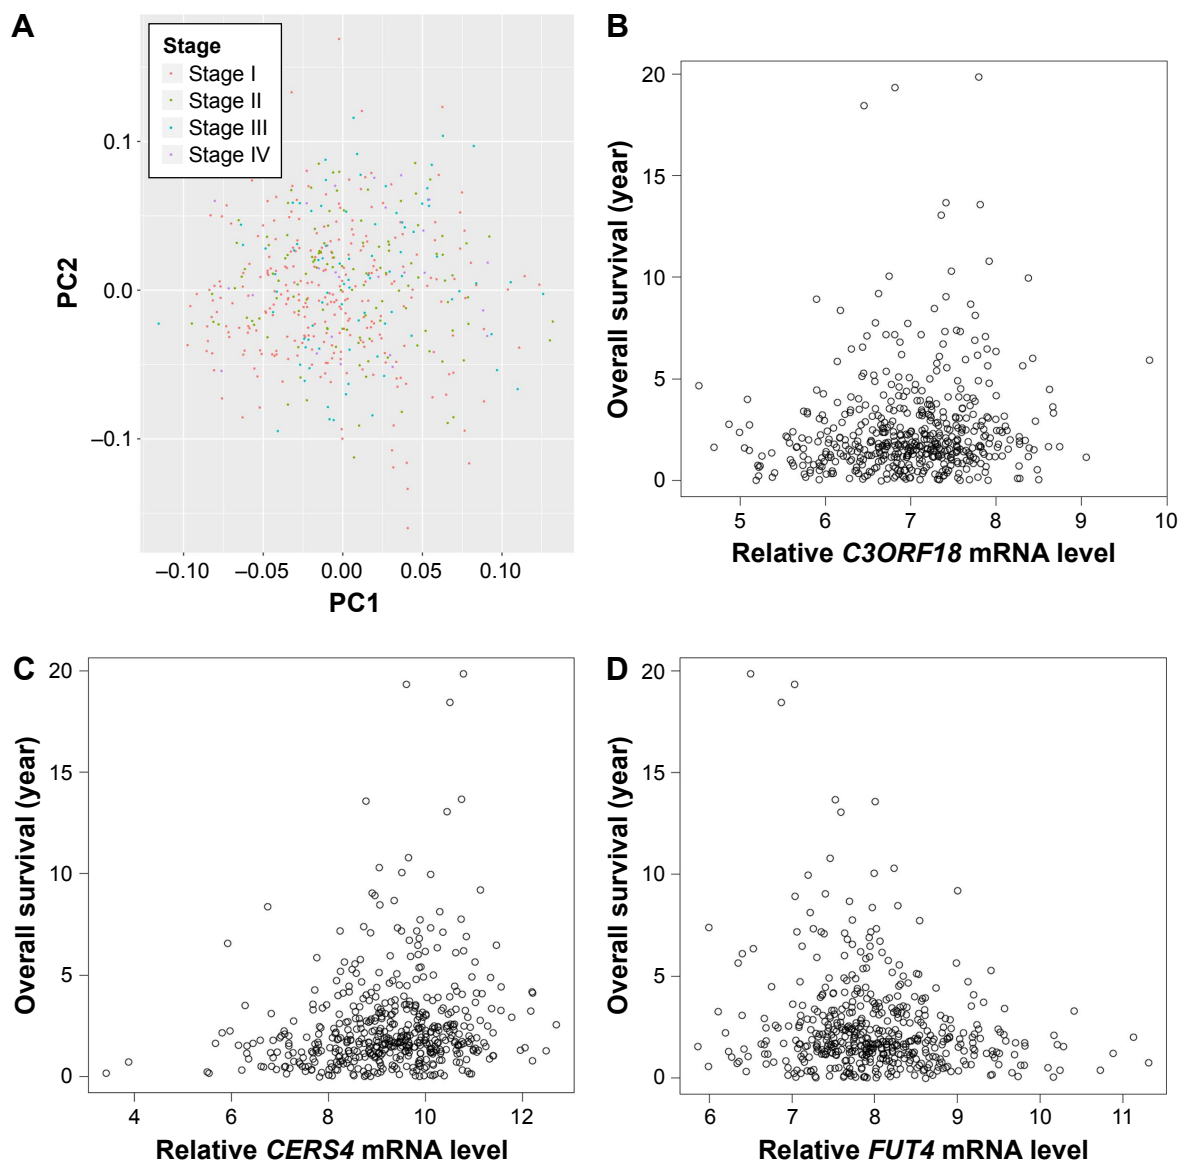 A
Stage
Stage I
Stage II
Stage III
Stage IV
0.1
0.0
–0.1
PC2
–0.10 –0.05 0.00 0.05 0.10
PC1
B
20
15
10
5
0
Overall survival (year)
5 6 7 8 9 10
Relative C3ORF18 mRNA level
C
20
15
10
5
0
Overall survival (year)
4 6 8 10 12
Relative CERS4 mRNA level
D
20
15
10
5
0
Overall survival (year)
6 7 8 9 10 11
Relative FUT4 mRNA level